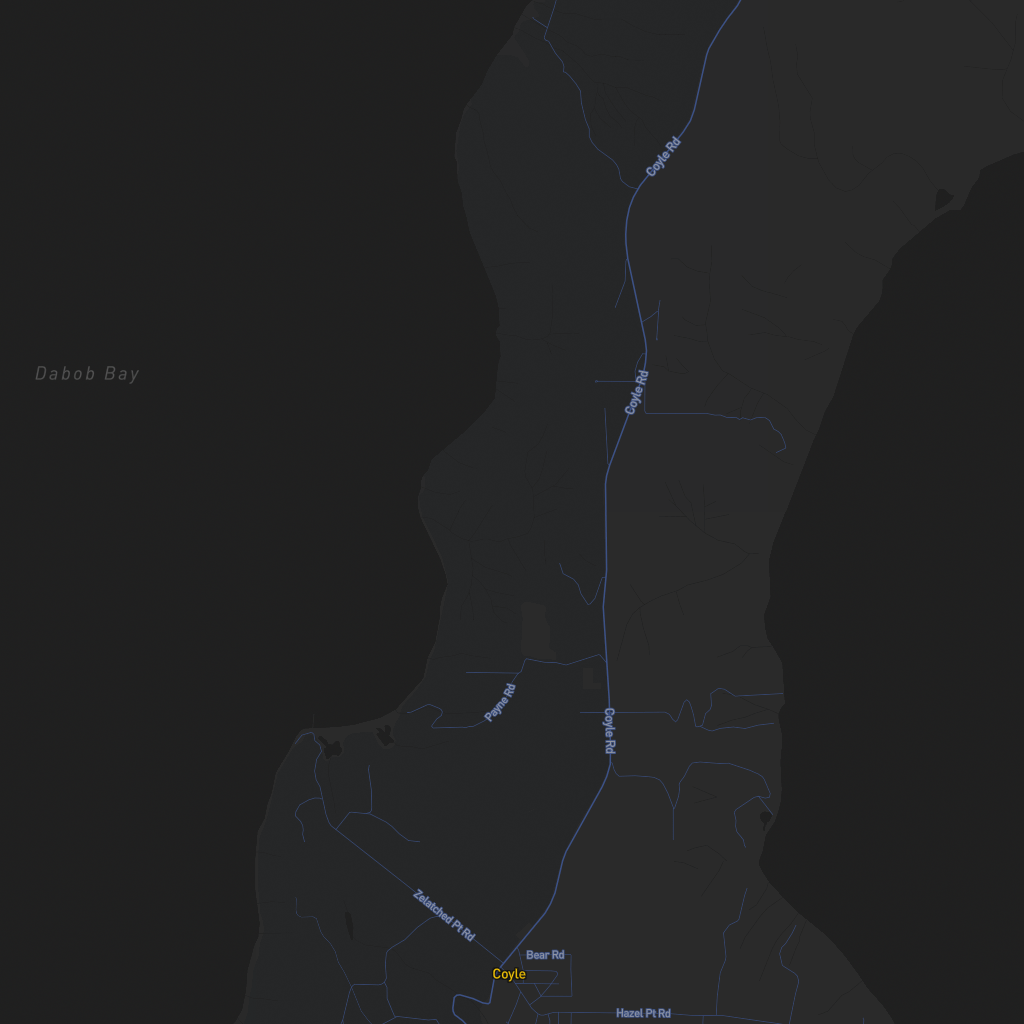 Coyle Rd
Dabob Bay
Coyle Rd
Payne Rd
Coyle Rd
Zelatched Pt Rd
Bear Rd
Coyle
Hazel Pt Rd